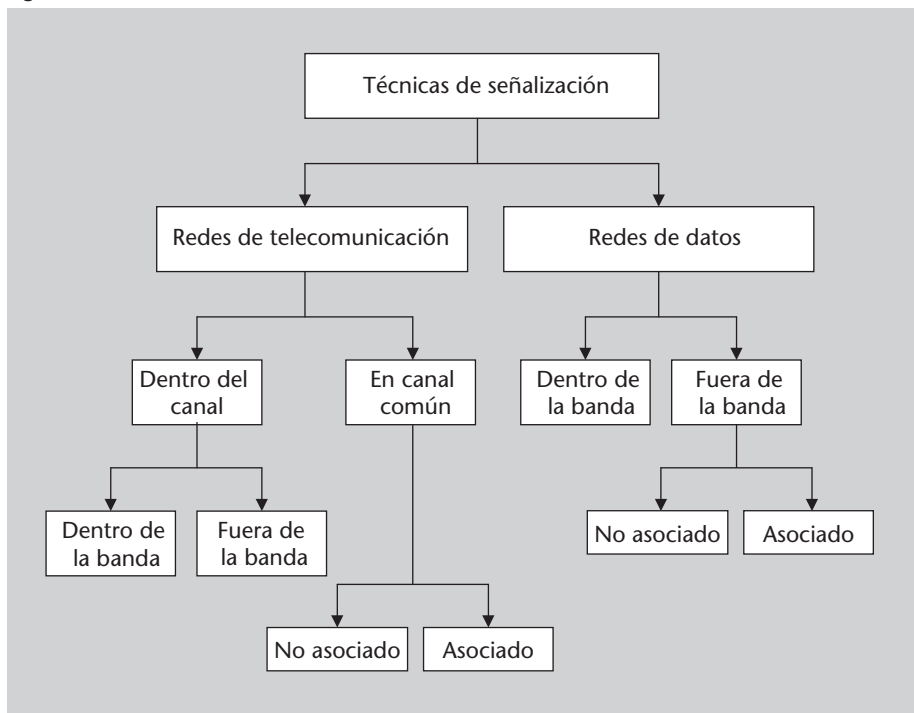 Técnicas de señalización
Redes de telecomunicación
Redes de datos
Dentro del
canal
En canal
común
Dentro de
la banda
Fuera de
la banda
Dentro de
la banda
Fuera de
la banda
No asociado
Asociado
No asociado
Asociado